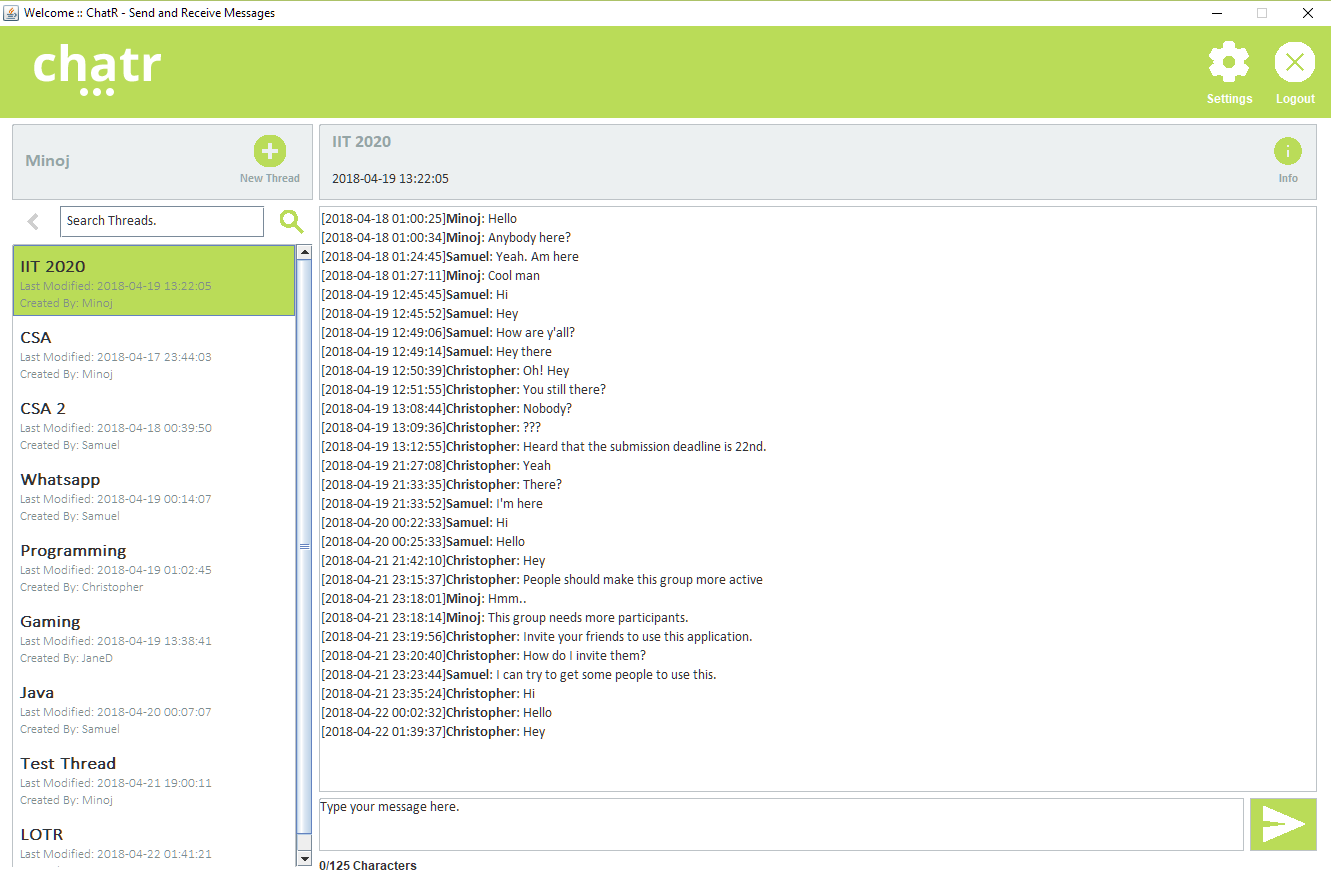 Welcome :: ChatR - Send and Receive Messages
chatr
Settings
Logout
Minoj
New Thread
IIT 2020
2018-04-19 13:22:05
Info
Search Threads.
IIT 2020
Last Modified: 2018-04-19 13:22:05
Created By: Minoj
CSA
Last Modified: 2018-04-17 23:44:03
Created By: Minoj
CSA 2
Last Modified: 2018-04-18 00:39:50
Created By: Samuel
Whatsapp
Last Modified: 2018-04-19 00:14:07
Created By: Samuel
Programming
Last Modified: 2018-04-19 01:02:45
Created By: Christopher
Gaming
Last Modified: 2018-04-19 13:38:41
Created By: JaneD
Java
Last Modified: 2018-04-20 00:07:07
Created By: Samuel
Test Thread
Last Modified: 2018-04-21 19:00:11
Created By: Minoj
LOTR
Last Modified: 2018-04-22 01:41:21
[2018-04-18 01:00:25]Minoj: Hello
[2018-04-18 01:00:34]Minoj: Anybody here?
[2018-04-18 01:24:45]Samuel: Yeah. Am here
[2018-04-18 01:27:11]Minoj: Cool man
[2018-04-19 12:45:45]Samuel: Hi
[2018-04-19 12:45:52]Samuel: Hey
[2018-04-19 12:49:06]Samuel: How are y'all?
[2018-04-19 12:49:14]Samuel: Hey there
[2018-04-19 12:50:39]Christopher: Oh! Hey
[2018-04-19 12:51:55]Christopher: You still there?
[2018-04-19 13:08:44]Christopher: Nobody?
[2018-04-19 13:09:36]Christopher: ???
[2018-04-19 13:12:55]Christopher: Heard that the submission deadline is 22nd.
[2018-04-19 21:27:08]Christopher: Yeah
[2018-04-19 21:33:35]Christopher: There?
[2018-04-19 21:33:52]Samuel: I'm here
[2018-04-20 00:22:33]Samuel: Hi
[2018-04-20 00:25:33]Samuel: Hello
[2018-04-21 21:42:10]Christopher: Hey
[2018-04-21 23:15:37]Christopher: People should make this group more active
[2018-04-21 23:18:01]Minoj: Hmm..
[2018-04-21 23:18:14]Minoj: This group needs more participants.
[2018-04-21 23:19:56]Christopher: Invite your friends to use this application.
[2018-04-21 23:20:40]Christopher: How do I invite them?
[2018-04-21 23:23:44]Samuel: I can try to get some people to use this.
[2018-04-21 23:35:24]Christopher: Hi
[2018-04-22 00:02:32]Christopher: Hello
[2018-04-22 01:39:37]Christopher: Hey
Type your message here.
0/125 Characters